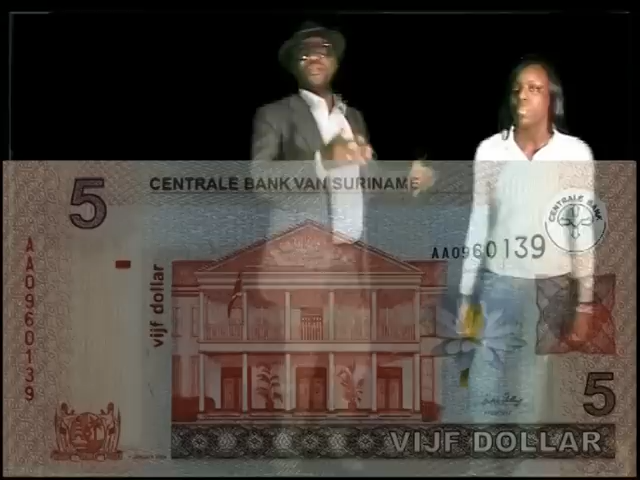 5
CENTRALE BANK VAN SURINAME
CENTRALE BANK
AA0960139
AA0960139
vijf dollar
5
VIJF DOLLAR